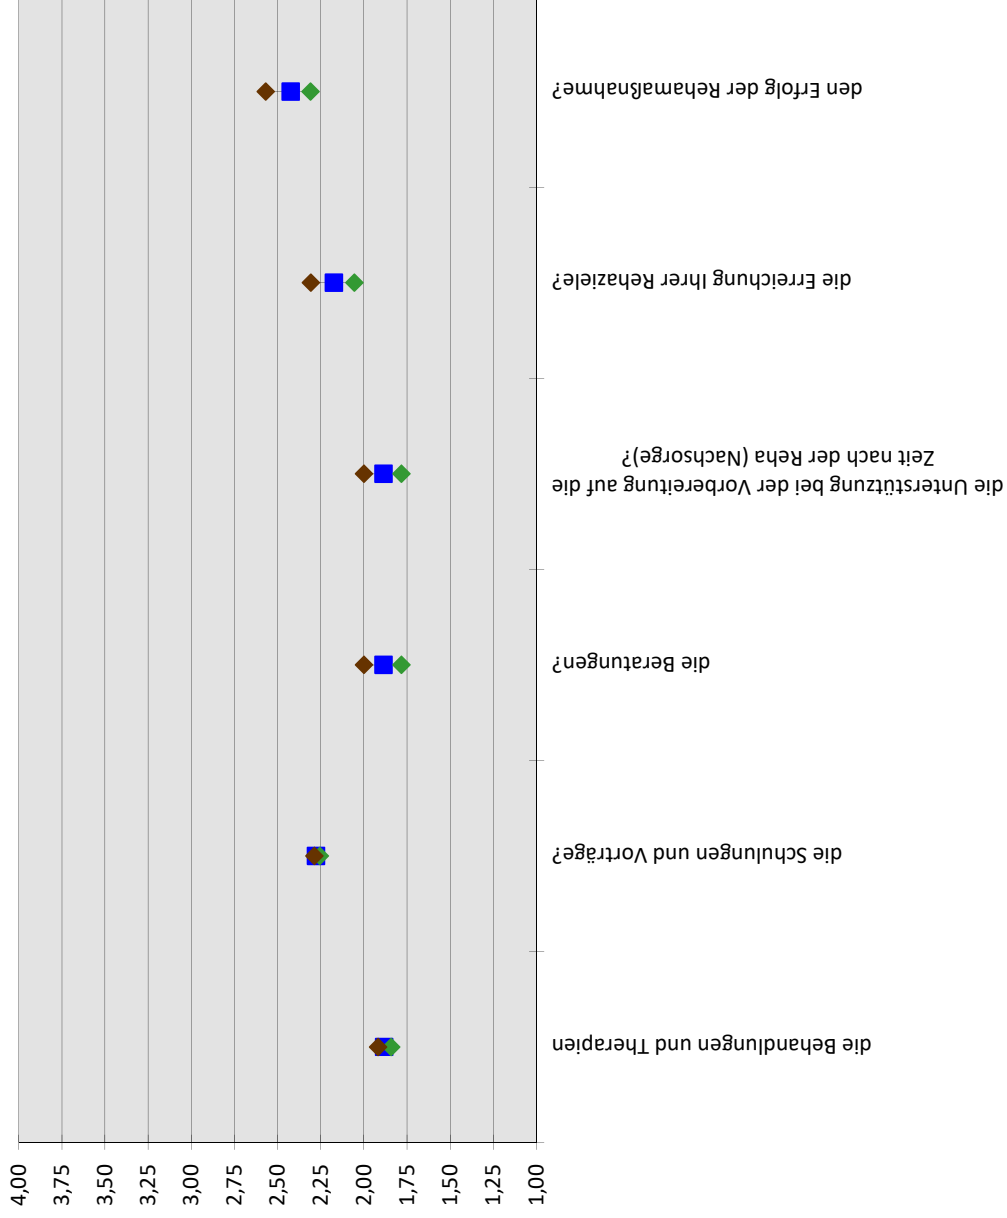 die Behandlungen und Therapien
die Schulungen und Vorträge?
die Beratungen?
die Unterstützung bei der Vorbereitung auf die
Zeit nach der Reha (Nachsorge)?
die Erreichung Ihrer Rehaziele?
den Erfolg der Rehamaßnahme?
1,00
1,25
1,50
1,75
2,00
2,25
2,50
2,75
3,00
3,25
3,50
3,75
4,00